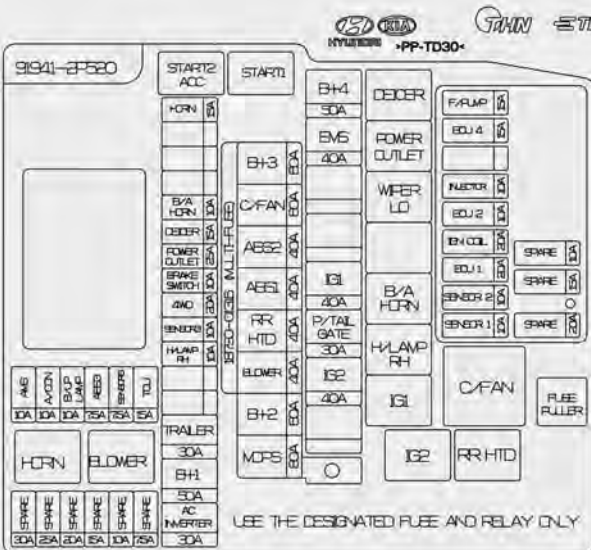 HYUNDAI KIA
>PP-TD30<
THN ETI
91941-2P520
START2
ACC
START1
HORN 15A
B/A
HORN 10A
DEICER 15A
POWER
OUTLET 25A
BRAKE
SWITCH 10A
4WD 20A
SENSOR3 10A
H/LAMP
RH 10A
TRAILER
30A
B+1
50A
AC
INVERTER
30A
MULTI-FUSE
B+3 60A
C/FAN 60A
ABS2 40A
ABS1 40A
RR
HTD 40A
BLOWER 40A
B+2 60A
MDPS 80A
B+4
50A
EMS
40A
IG1
40A
P/TAIL
GATE
30A
IG2
40A
DEICER
POWER
OUTLET
WIPER
LO
B/A
HORN
H/LAMP
RH
IG1
IG2
RR HTD
C/FAN
FUSE
PULLER
F/PUMP 15A
ECU 4 15A
INJECTOR 10A
ECU 2 10A
IGN COIL 20A
ECU 1 30A
SENSOR 2 10A
SENSOR 1 15A
SPARE 10A
SPARE 15A
SPARE 20A
AMS 10A
A/CON 10A
B/UP
LAMP 10A
ABS3 7.5A
SENSOR5 7.5A
TCU 15A
HORN
BLOWER
SPARE 30A
SPARE 25A
SPARE 20A
SPARE 15A
SPARE 10A
SPARE 7.5A
USE THE DESIGNATED FUSE AND RELAY ONLY